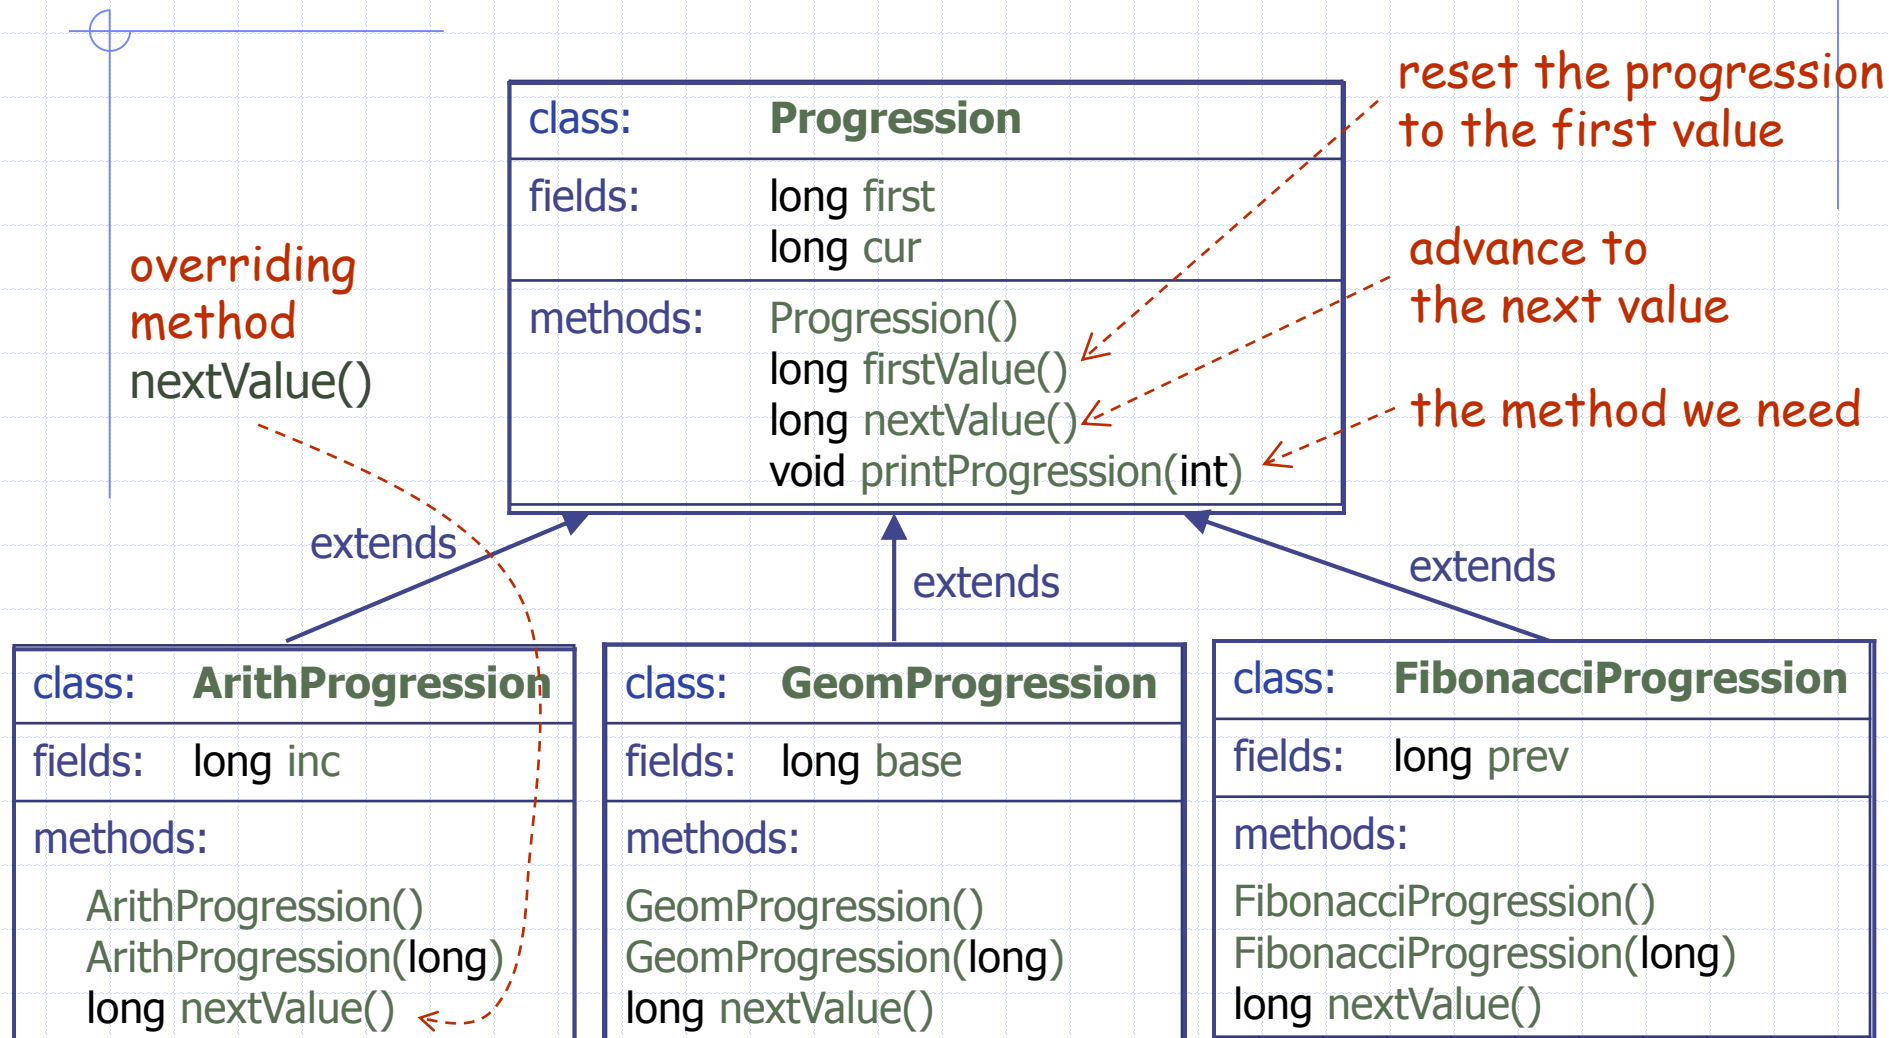 class: Progression
fields: long first
long cur
methods: Progression()
long firstValue()
long nextValue()
void printProgression(int)
reset the progression
to the first value
advance to
the next value
the method we need
overriding
method
nextValue()
extends
extends
extends
class: ArithProgression
fields: long inc
methods:
ArithProgression()
ArithProgression(long)
long nextValue()
class: GeomProgression
fields: long base
methods:
GeomProgression()
GeomProgression(long)
long nextValue()
class: FibonacciProgression
fields: long prev
methods:
FibonacciProgression()
FibonacciProgression(long)
long nextValue()